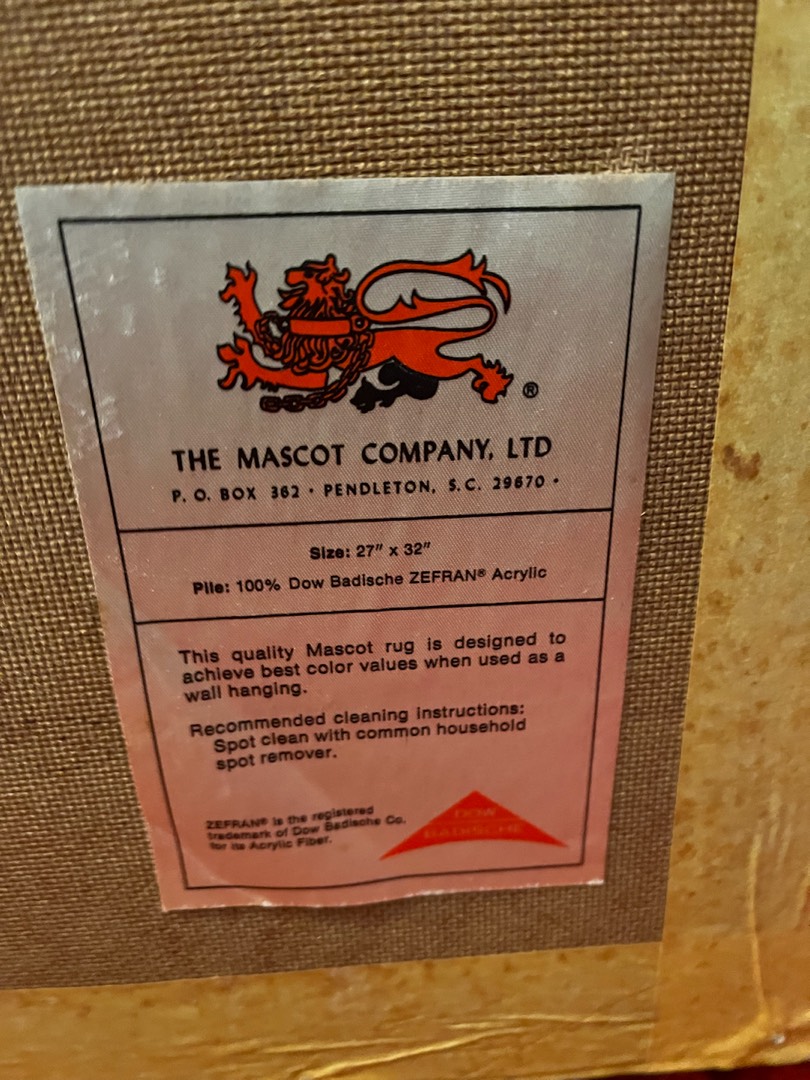 ®
THE MASCOT COMPANY, LTD
P. O. BOX 362 • PENDLETON, S.C. 29670 •
Size: 27" x 32"
Pile: 100% Dow Badische ZEFRAN® Acrylic
This quality Mascot rug is designed to
achieve best color values when used as a
wall hanging.
Recommended cleaning instructions:
Spot clean with common household
spot remover.
ZEFRAN® is the registered
trademark of Dow Badische Co.
for its Acrylic Fiber.
DOW
BADISCHE